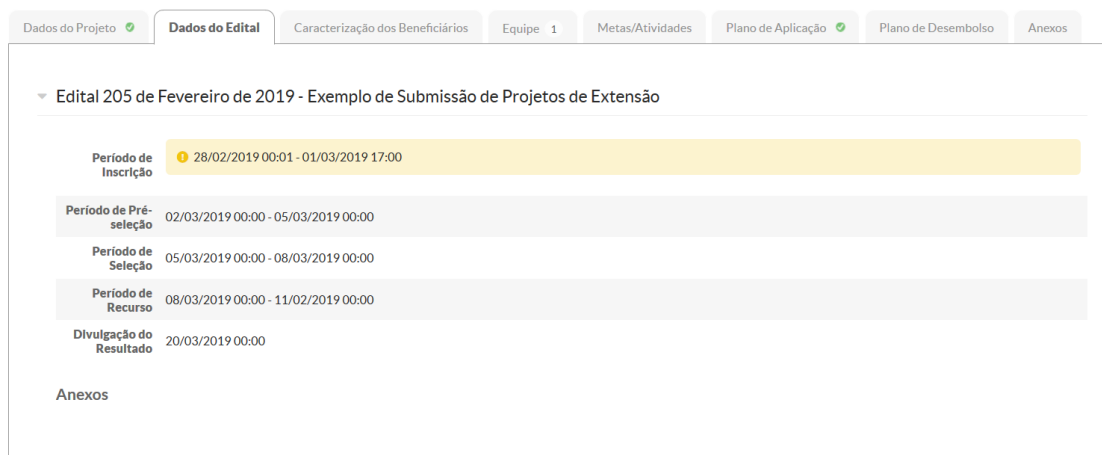 Dados do Projeto Dados do Edital Caracterização dos Beneficiários Equipe 1 Metas/Atividades Plano de Aplicação Plano de Desembolso Anexos
Edital 205 de Fevereiro de 2019 - Exemplo de Submissão de Projetos de Extensão
Período de
Inscrição
28/02/2019 00:01 - 01/03/2019 17:00
Período de Pré-
seleção
02/03/2019 00:00 - 05/03/2019 00:00
Período de
Seleção
05/03/2019 00:00 - 08/03/2019 00:00
Período de
Recurso
08/03/2019 00:00 - 11/02/2019 00:00
Divulgação do
Resultado
20/03/2019 00:00
Anexos